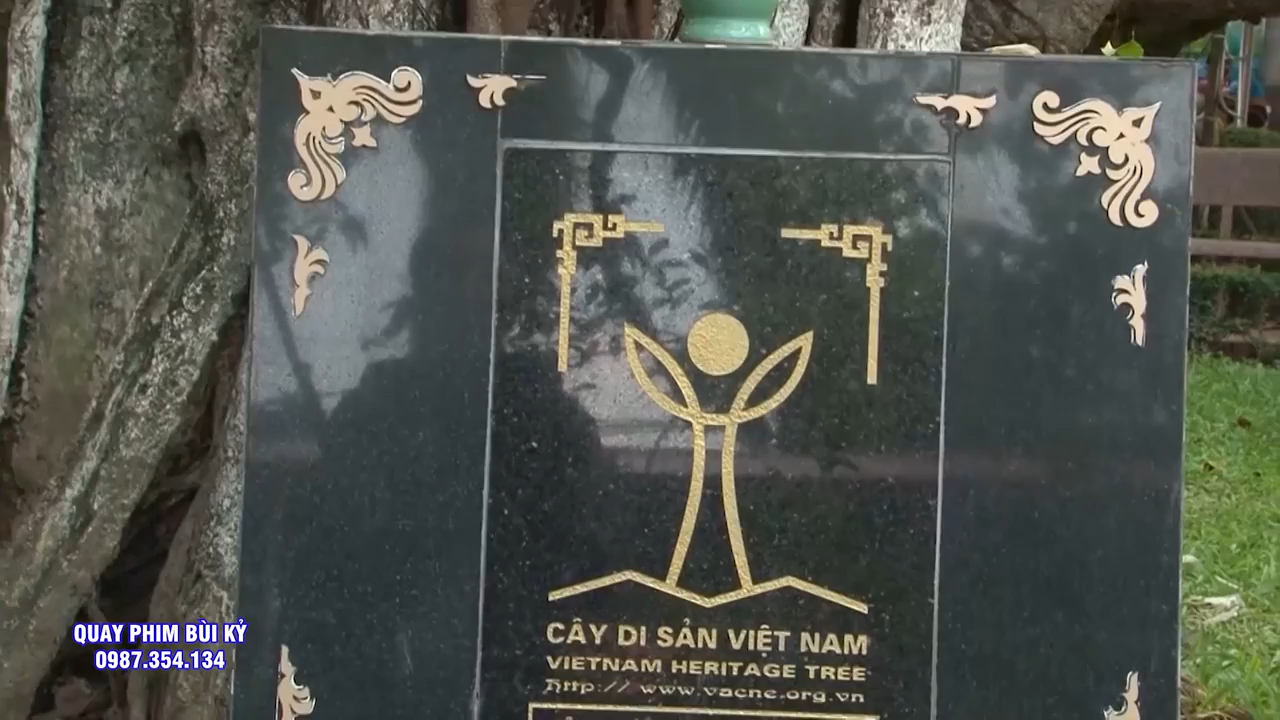 CÂY DI SẢN VIỆT NAM
VIETNAM HERITAGE TREE
http://www.vacne.org.vn
QUAY PHIM BÙI KỶ
0987.354.134